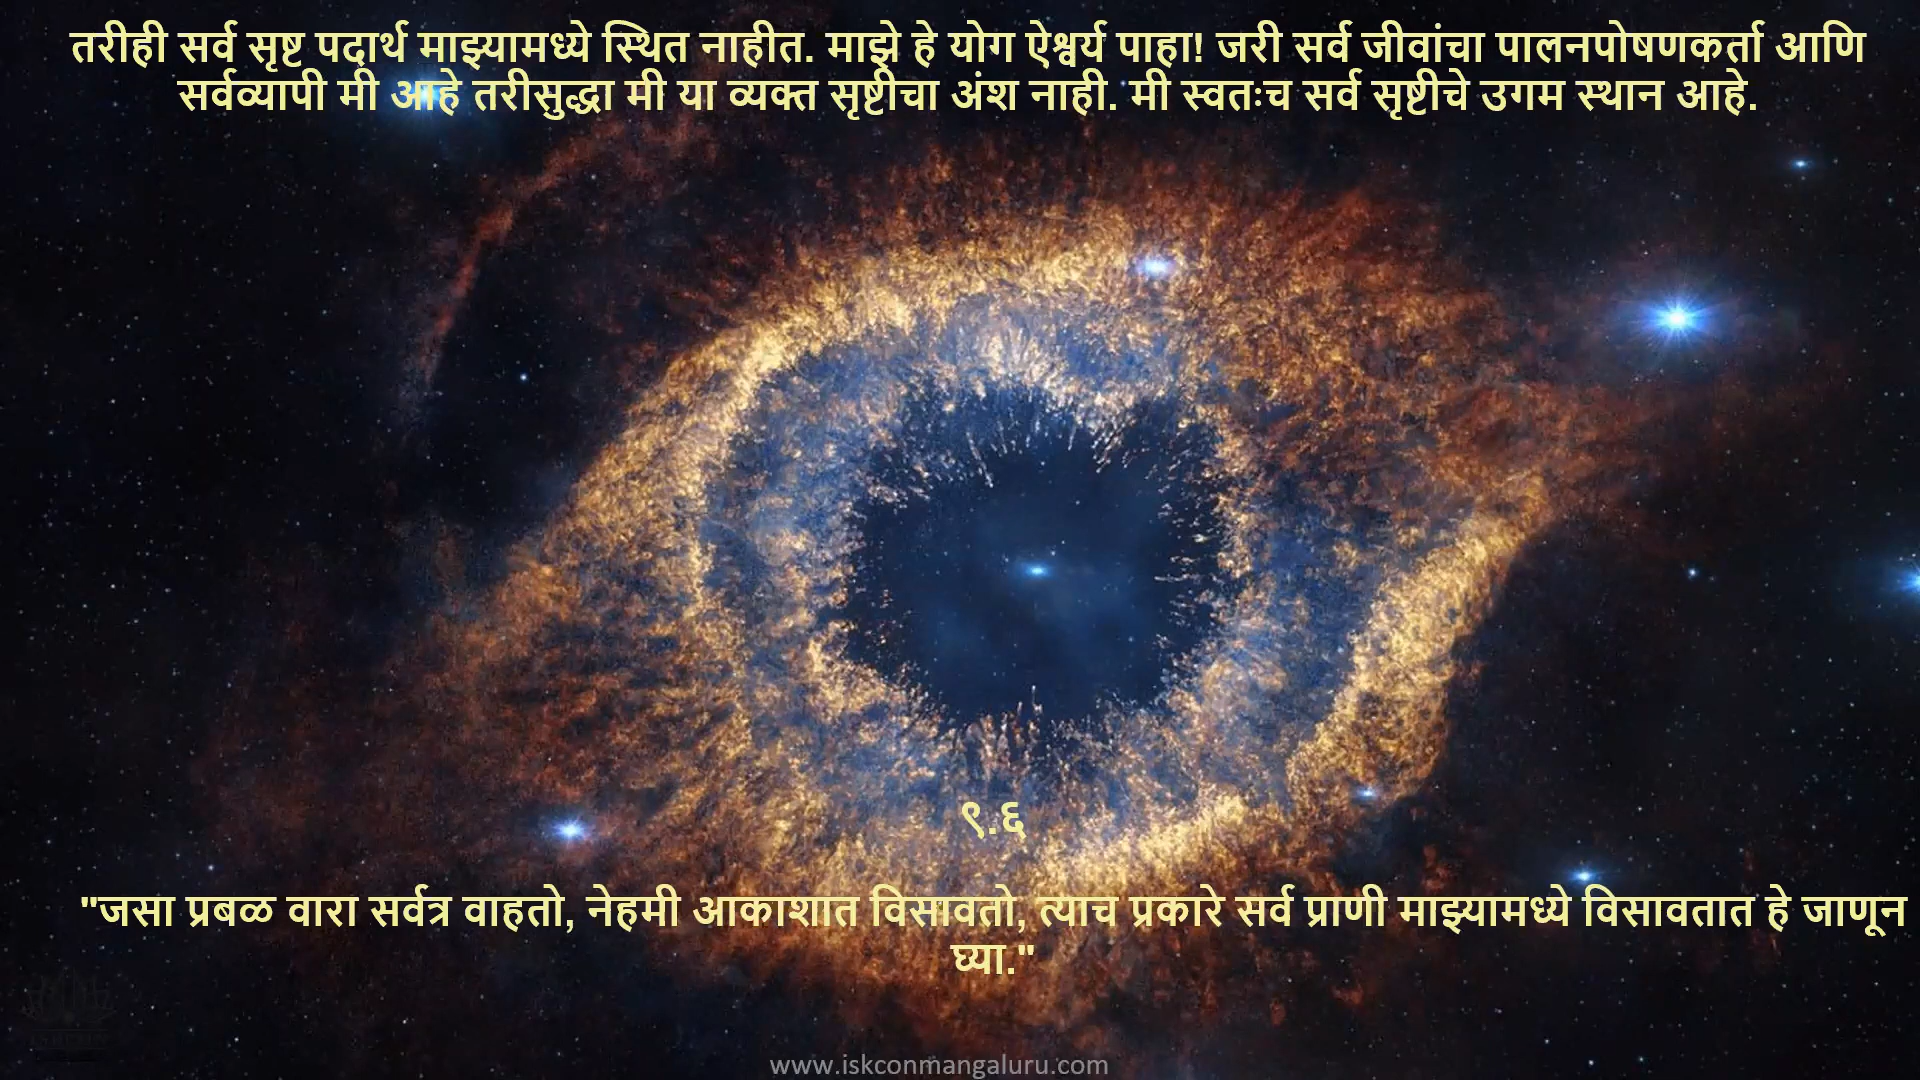 तरीही सर्व सृष्ट पदार्थ माझ्यामध्ये स्थित नाहीत. माझे हे योग ऐश्वर्य पाहा! जरी सर्व जीवांचा पालनपोषणकर्ता आणि
सर्वव्यापी मी आहे तरीसुद्धा मी या व्यक्त सृष्टीचा अंश नाही. मी स्वतःच सर्व सृष्टीचे उगम स्थान आहे.
९.६
"जसा प्रबळ वारा सर्वत्र वाहतो, नेहमी आकाशात विसावतो, त्याच प्रकारे सर्व प्राणी माझ्यामध्ये विसावतात हे जाणून
घ्या."
www.iskconmangaluru.com